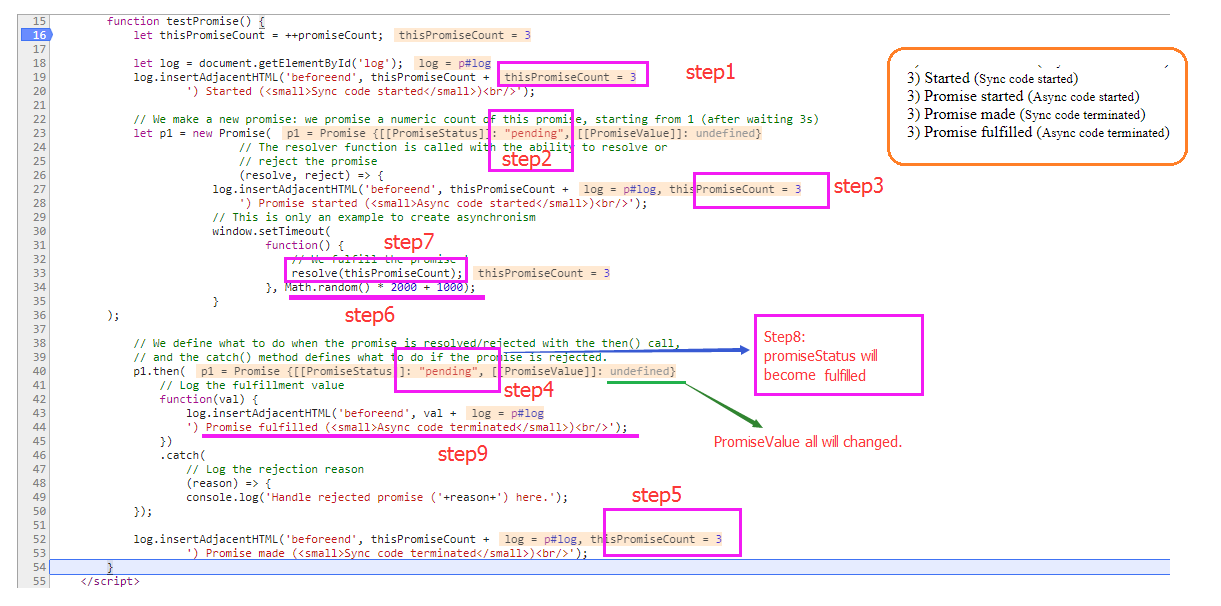 15 function testPromise() {
16 let thisPromiseCount = ++promiseCount; thisPromiseCount = 3
17
18 let log = document.getElementById('log'); log = p#log
19 log.insertAdjacentHTML('beforeend', thisPromiseCount + thisPromiseCount = 3
step1
20 ') Started (<small>Sync code started</small>)<br/>');
21
22 // We make a new promise: we promise a numeric count of this promise, starting from 1 (after waiting 3s)
23 let p1 = new Promise( p1 = Promise {[[PromiseStatus]]: "pending", [[PromiseValue]]: undefined}
24 // The resolver function is called with the ability to resolve or
25 // reject the promise
step2
26 (resolve, reject) => {
27 log.insertAdjacentHTML('beforeend', thisPromiseCount + log = p#log, thisPromiseCount = 3
step3
28 ') Promise started (<small>Async code started</small>)<br/>');
29 // This is only an example to create asynchronism
30 window.setTimeout(
31 function() {
step7
32 // We fulfill the promise !
33 resolve(thisPromiseCount); thisPromiseCount = 3
34 }, Math.random() * 2000 + 1000);
35 }
step6
36 );
37
38 // We define what to do when the promise is resolved/rejected with the then() call,
39 // and the catch() method defines what to do if the promise is rejected.
40 p1.then( p1 = Promise {[[PromiseStatus]]: "pending", [[PromiseValue]]: undefined}
41 // Log the fulfillment value
step4
42 function(val) {
43 log.insertAdjacentHTML('beforeend', val + log = p#log
44 ') Promise fulfilled (<small>Async code terminated</small>)<br/>');
45 })
46 .catch(
step9
47 // Log the rejection reason
48 (reason) => {
49 console.log('Handle rejected promise ('+reason+') here.');
step5
50 });
51
52 log.insertAdjacentHTML('beforeend', thisPromiseCount + log = p#log, thisPromiseCount = 3
53 ') Promise made (<small>Sync code terminated</small>)<br/>');
54 }
55 </script>
3) Started (Sync code started)
3) Promise started (Async code started)
3) Promise made (Sync code terminated)
3) Promise fulfilled (Async code terminated)
Step8:
promiseStatus will
become fulfilled
PromiseValue all will changed.